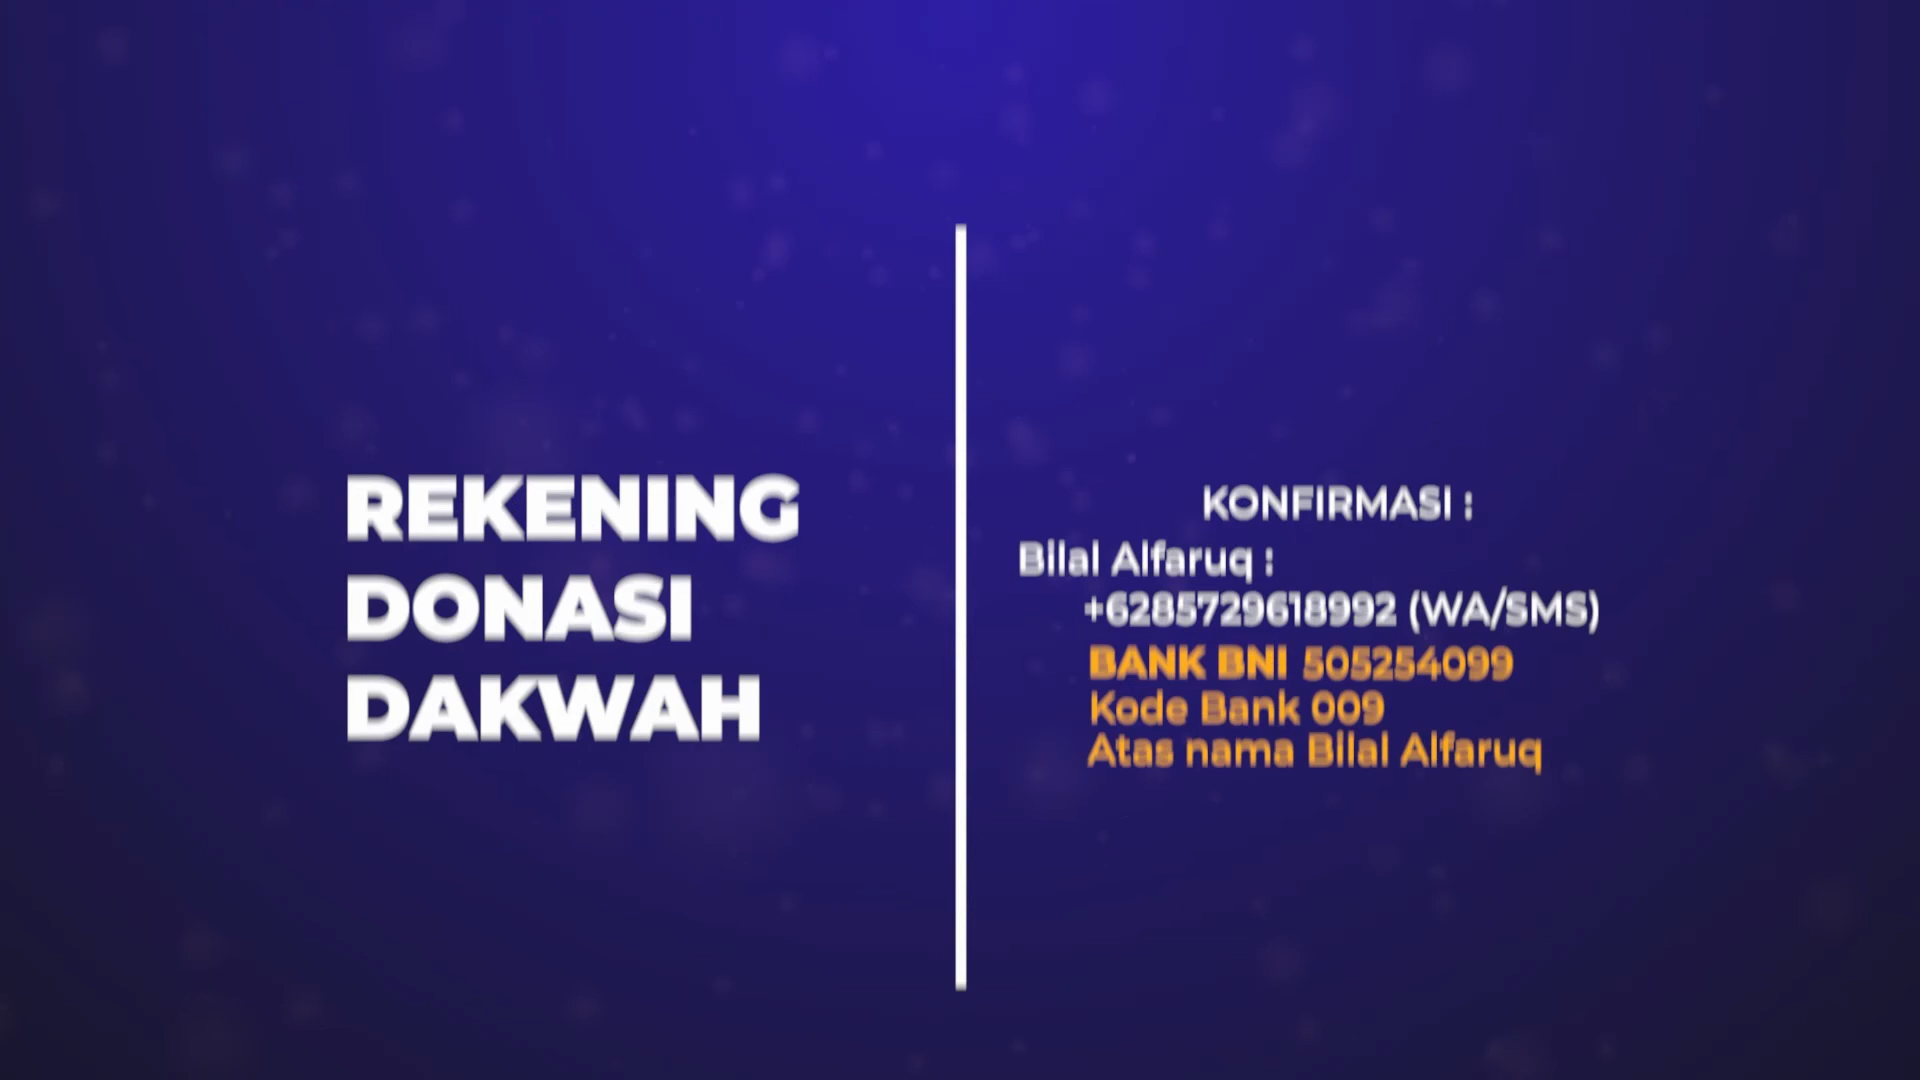 REKENING
DONASI
DAKWAH
KONFIRMASI :
Bilal Alfaruq :
+6285729618992 (WA/SMS)
BANK BNI 505254099
Kode Bank 009
Atas nama Bilal Alfaruq